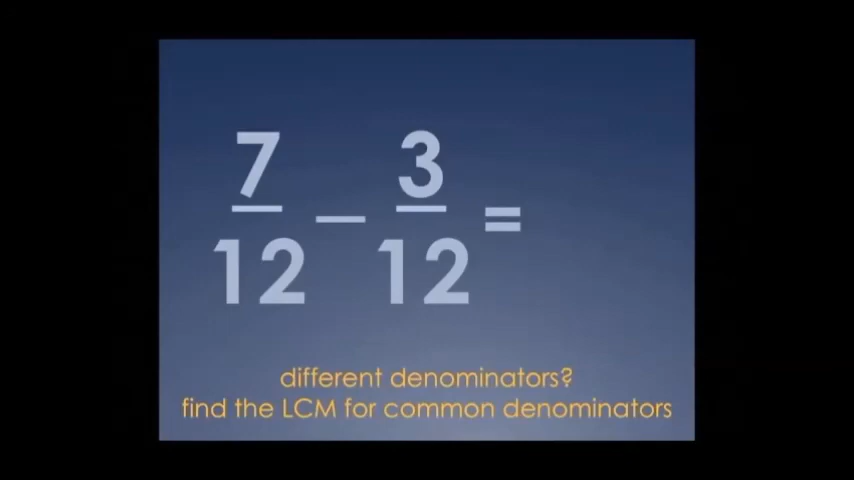 7/12 — 3/12 =
different denominators?
find the LCM for common denominators